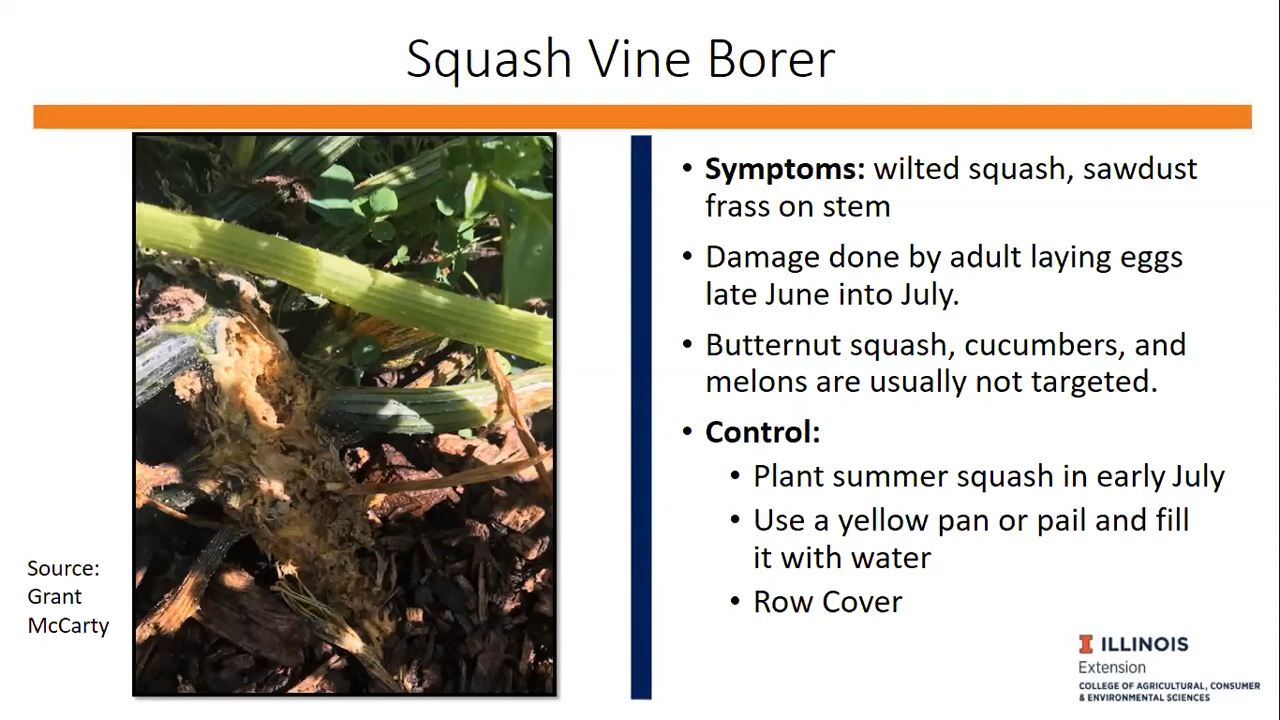 Squash Vine Borer
• Symptoms: wilted squash, sawdust
frass on stem
• Damage done by adult laying eggs
late June into July.
• Butternut squash, cucumbers, and
melons are usually not targeted.
• Control:
• Plant summer squash in early July
• Use a yellow pan or pail and fill
it with water
• Row Cover
Source:
Grant
McCarty
I ILLINOIS
Extension
COLLEGE OF AGRICULTURAL, CONSUMER
& ENVIRONMENTAL SCIENCES